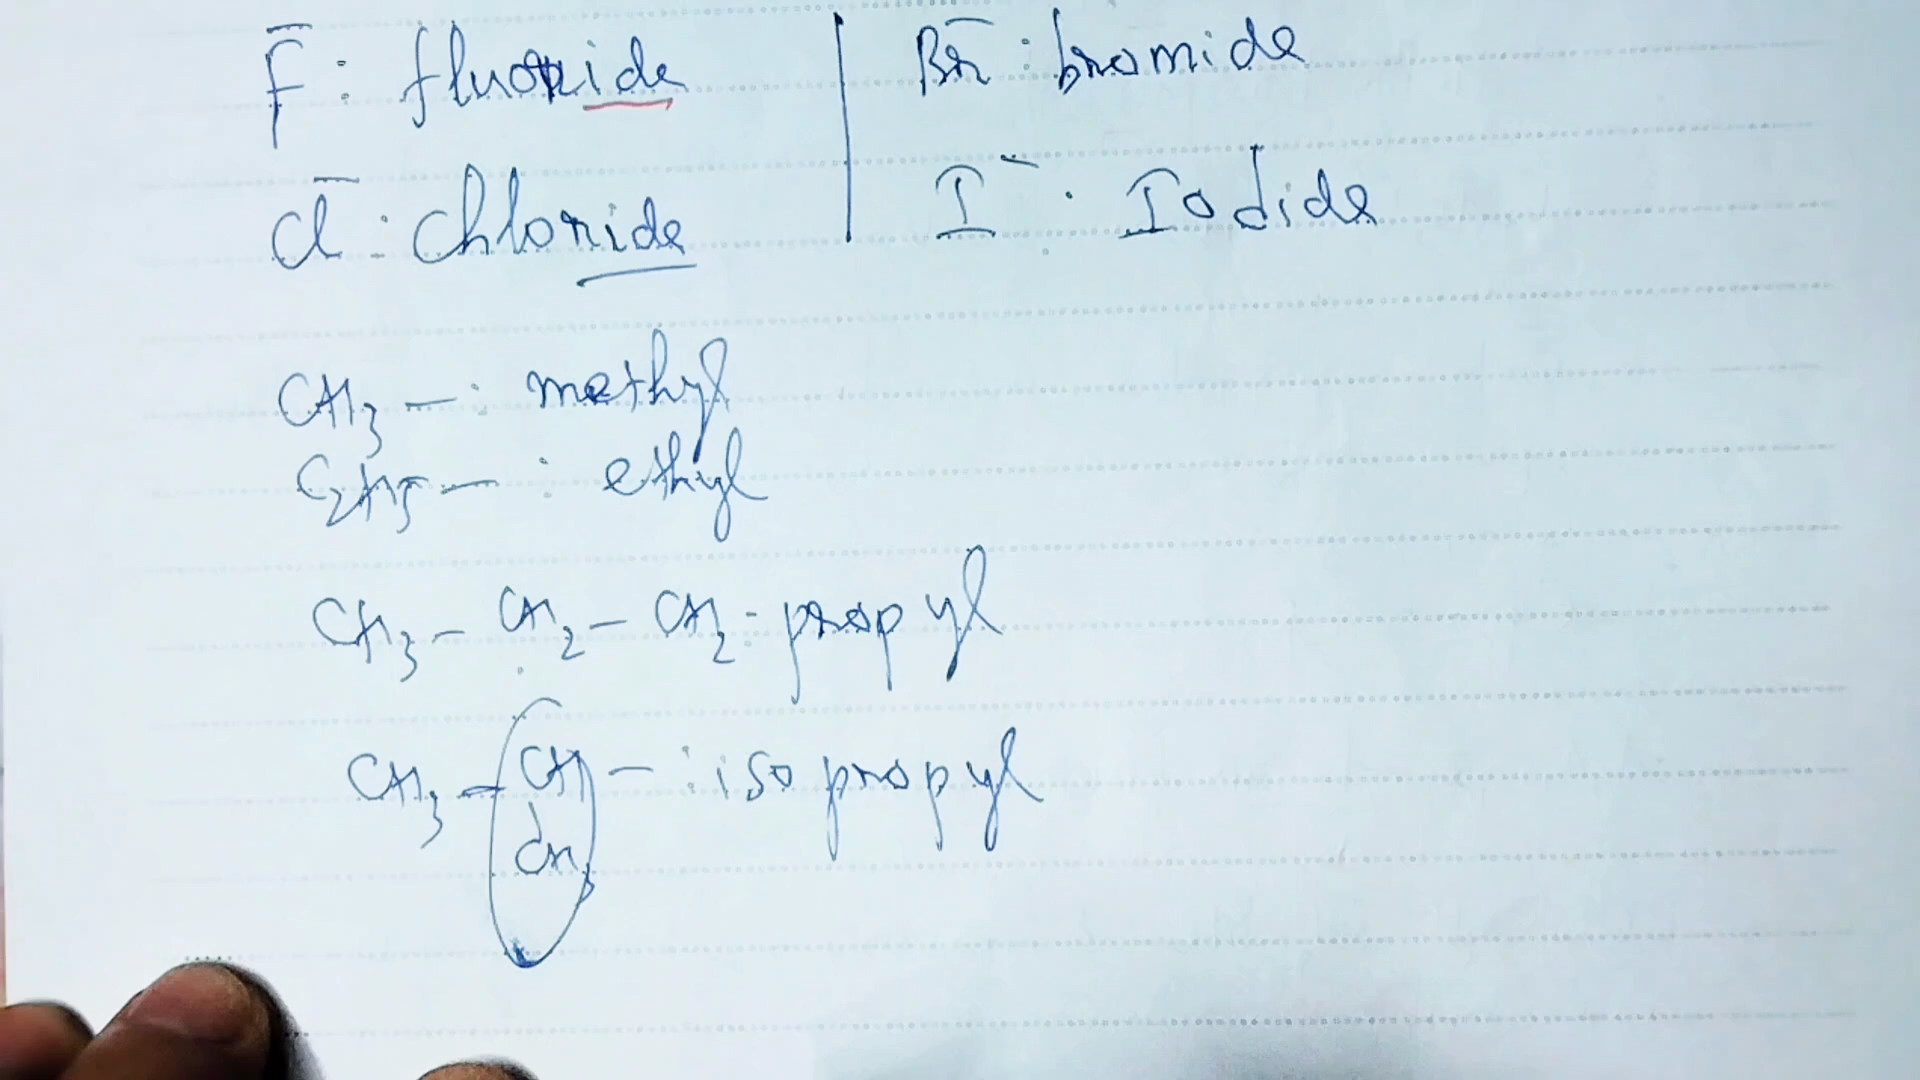 F⁻ : fluoride
Cl⁻ : chloride
Br⁻ : bromide
I⁻ : Iodide
CH₃ — : methyl
C₂H₅ — : ethyl
CH₃ – CH₂ – CH₂ - : propyl
CH₃ – CH – : isopropyl
CH₃